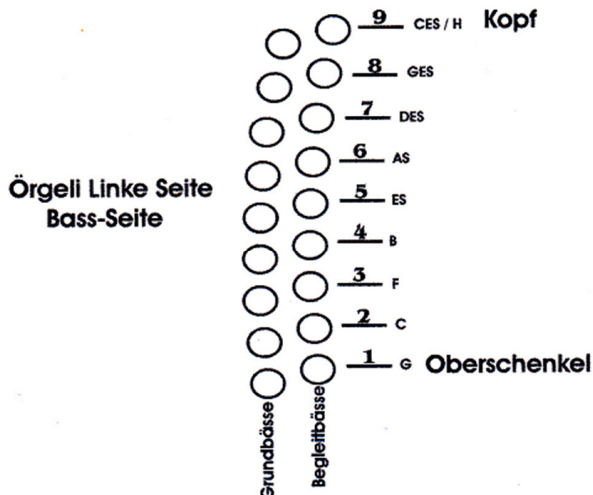 9 CES / H Kopf
8 GES
7 DES
6 AS
Örgeli Linke Seite
5 ES
Bass-Seite
4 B
3 F
2 C
1 G Oberschenkel
Grundbässe
Begleitbässe